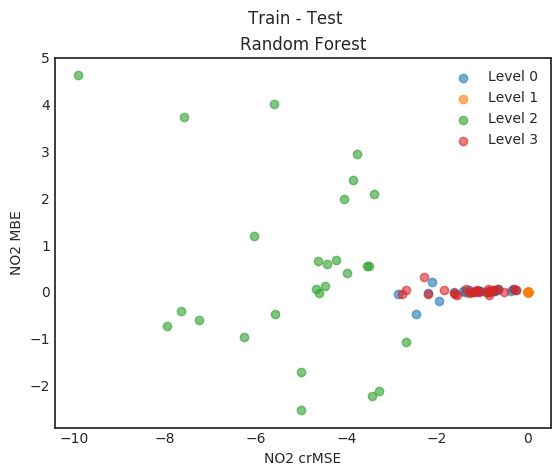 Train - Test
Random Forest
Level 0
Level 1
Level 2
Level 3
5
4
3
2
1
0
−1
−2
NO2 MBE
−10
−8
−6
−4
−2
0
NO2 crMSE